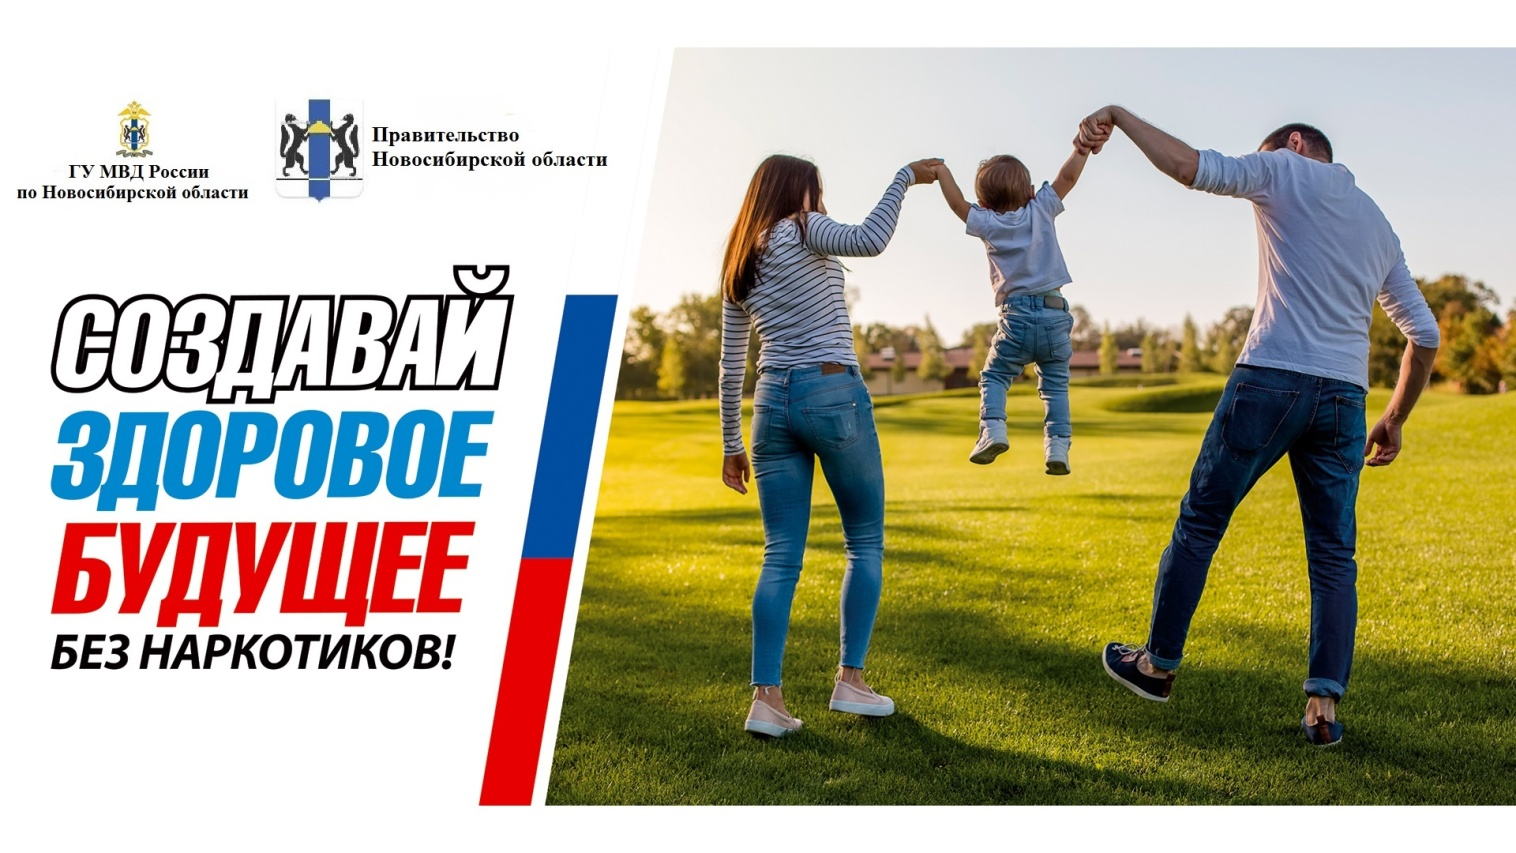 ГУ МВД России
по Новосибирской области
Правительство
Новосибирской области
СОЗДАВАЙ
ЗДОРОВОЕ
БУДУЩЕЕ
БЕЗ НАРКОТИКОВ!